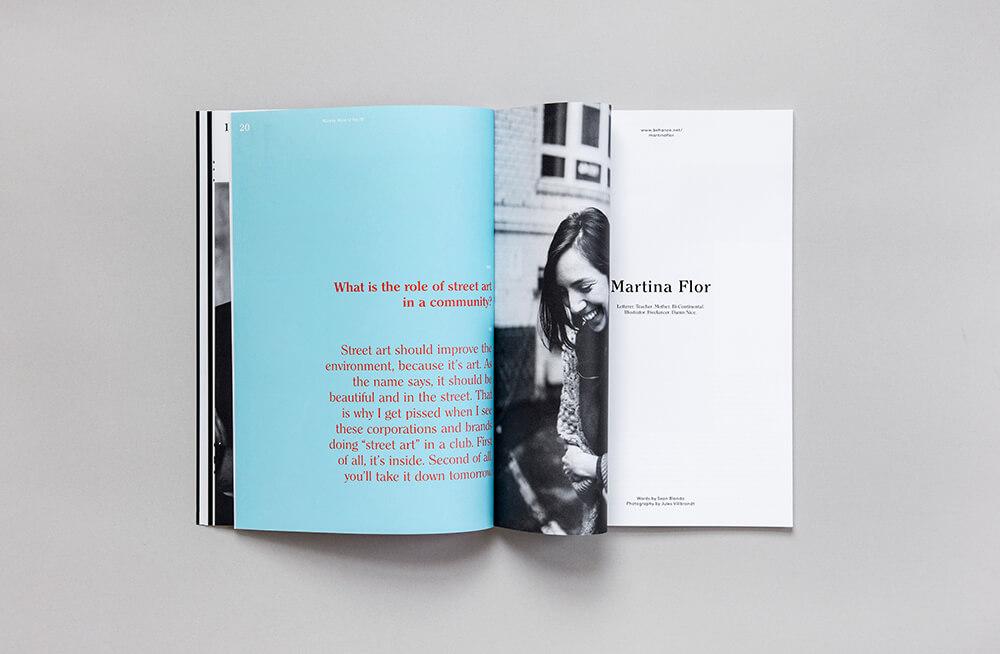 1
20
What is the role of street art
in a community?
Street art should improve the
environment, because it's art. As
the name says, it should be
beautiful and in the street. That
is why I get pissed when I see
these corporations and brands
doing "street art" in a club. First
of all, it's inside. Second of all,
you'll take it down tomorrow.
www.behance.net/
martinaflor
Martina Flor
Letterer. Teacher. Mother. Bi-Continental.
Illustrator. Freelancer. Damn Nice.
Words by Sean Blanda
Photography by Jules Villbrandt